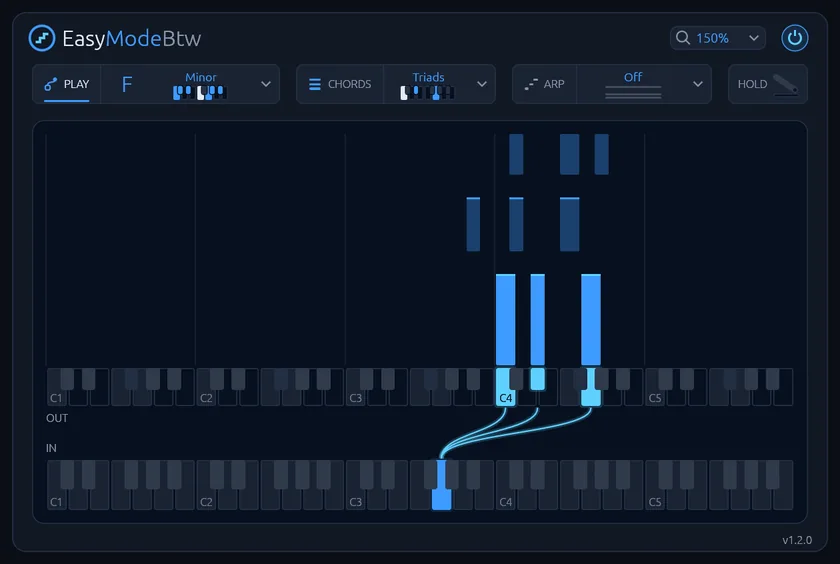 EasyModeBtw
150%
PLAY
F
Minor
CHORDS
Triads
ARP
Off
HOLD
C1
C2
C3
C4
C5
OUT
IN
C1
C2
C3
C4
C5
v1.2.0